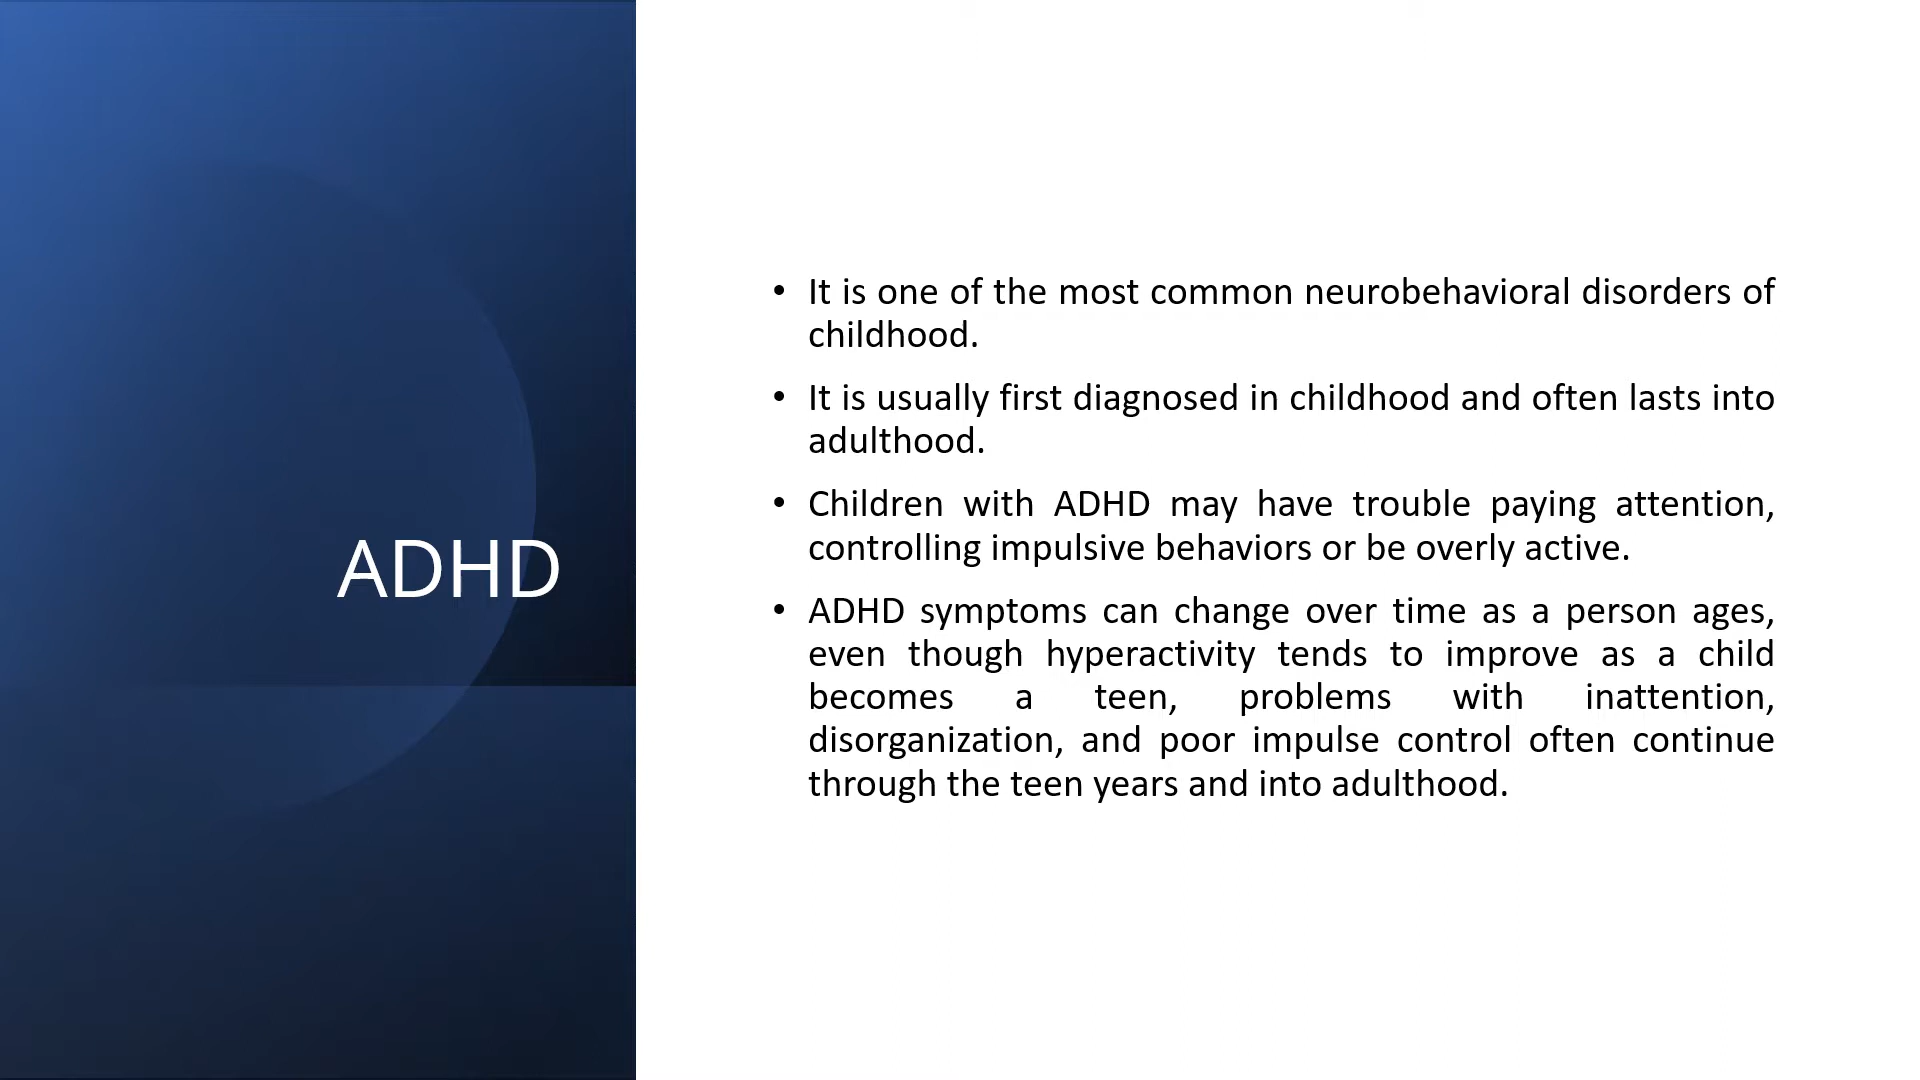 ADHD
• It is one of the most common neurobehavioral disorders of
childhood.
• It is usually first diagnosed in childhood and often lasts into
adulthood.
• Children with ADHD may have trouble paying attention,
controlling impulsive behaviors or be overly active.
• ADHD symptoms can change over time as a person ages,
even though hyperactivity tends to improve as a child
becomes a teen, problems with inattention,
disorganization, and poor impulse control often continue
through the teen years and into adulthood.